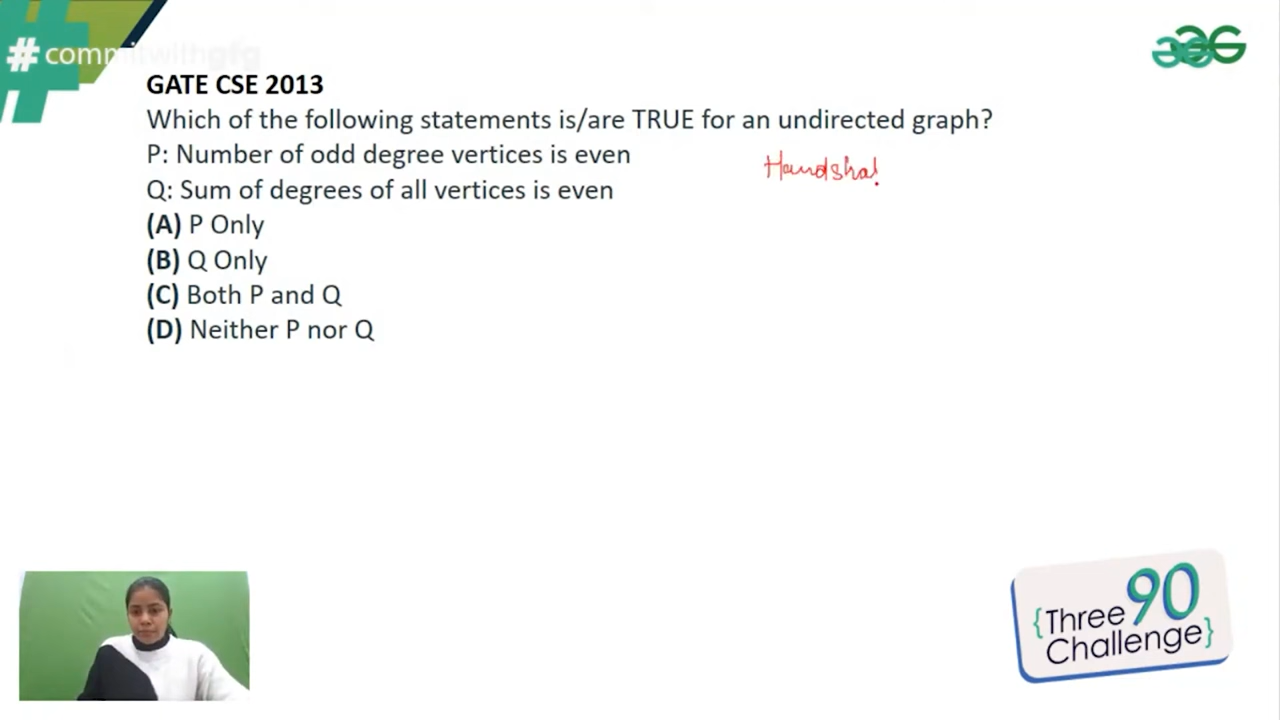 #commitwithgfg
GATE CSE 2013
Which of the following statements is/are TRUE for an undirected graph?
P: Number of odd degree vertices is even
Handsha
Q: Sum of degrees of all vertices is even
(A) P Only
(B) Q Only
(C) Both P and Q
(D) Neither P nor Q
{Three 90
Challenge}